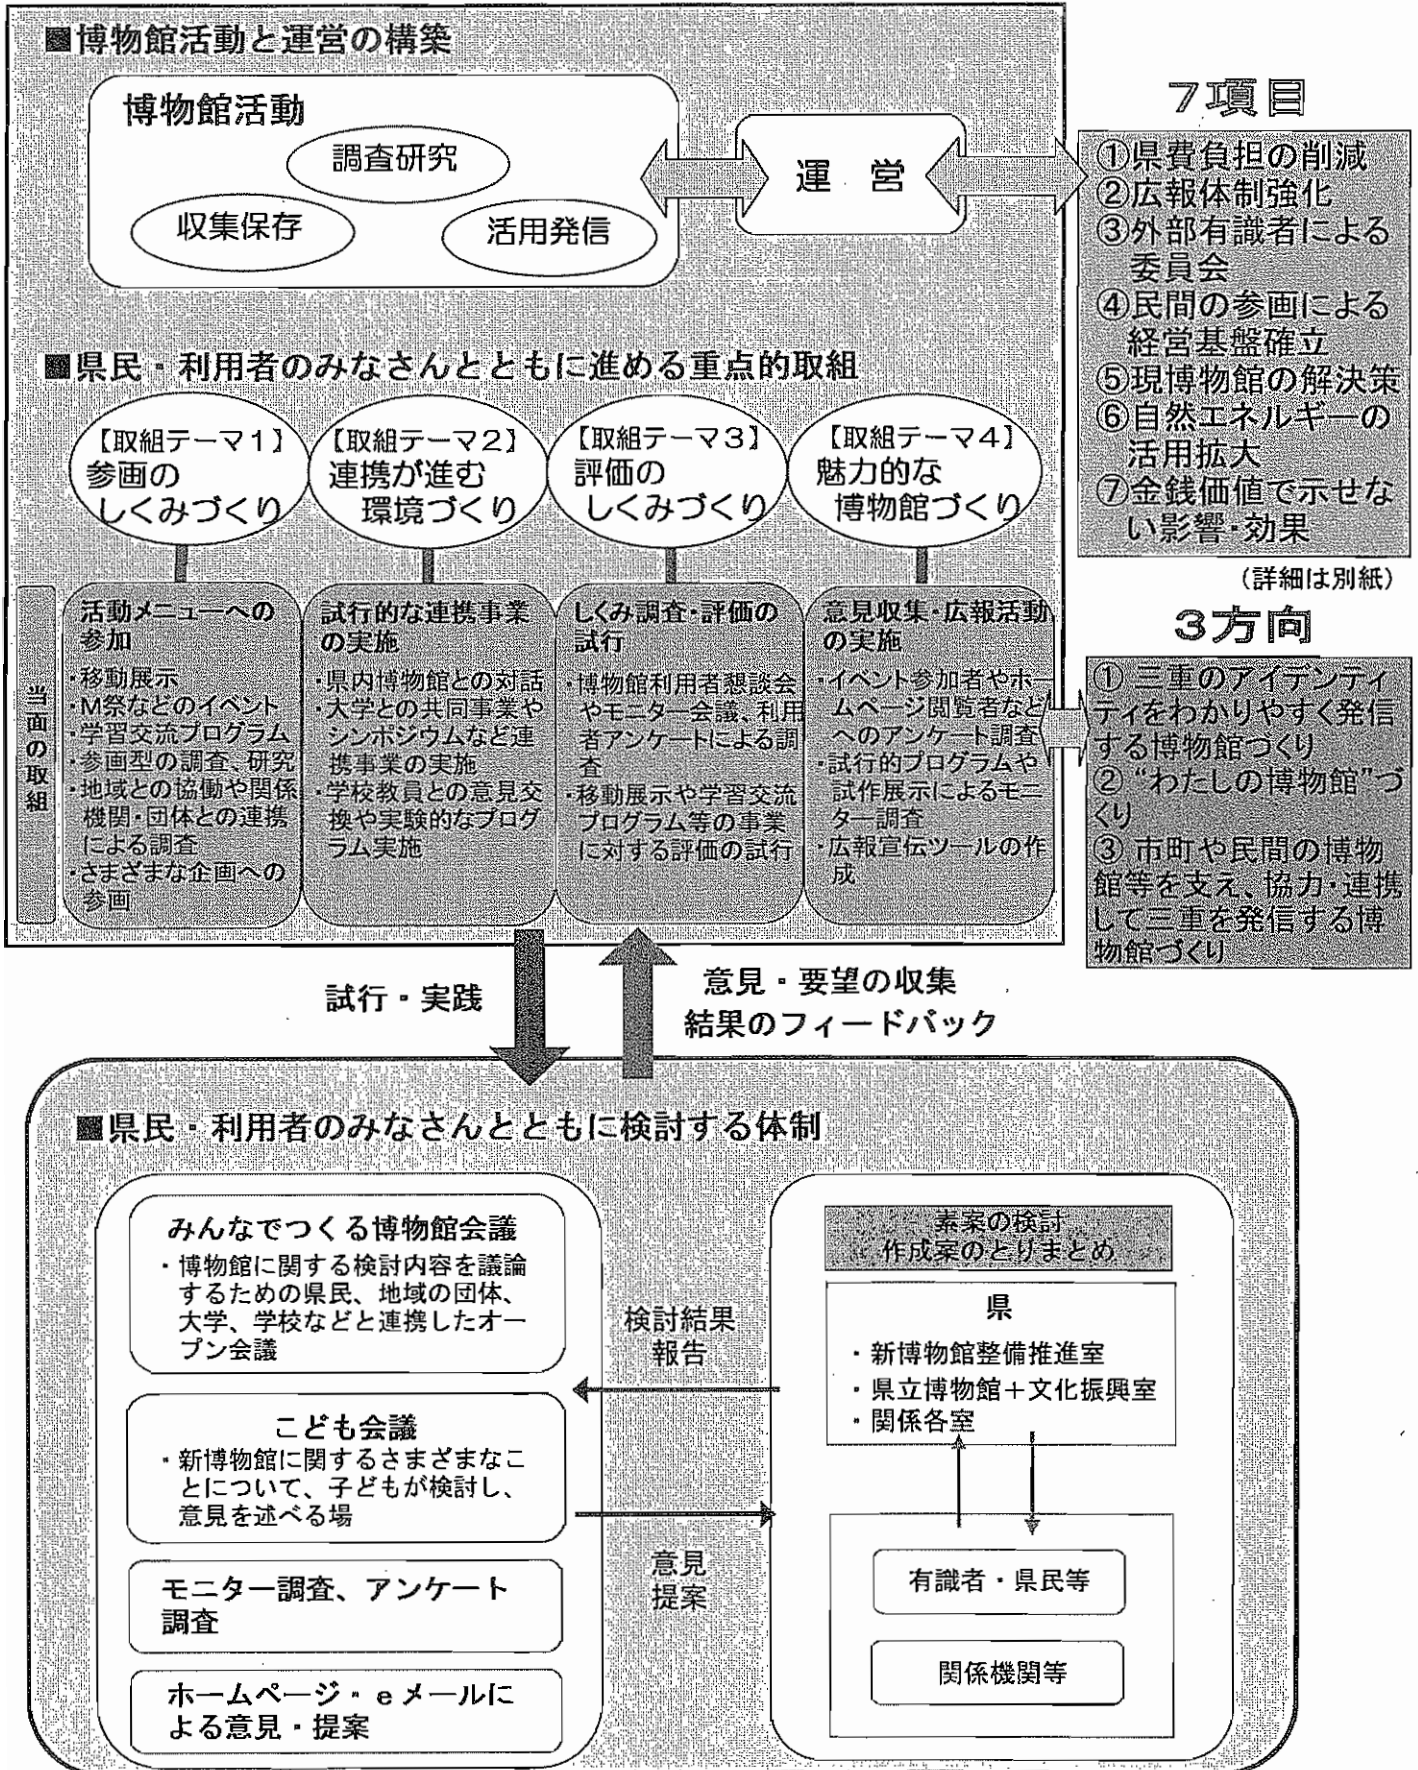 ■博物館活動と運営の構築
博物館活動
調査研究
収集保存
活用発信
運 営
7項目
①県費負担の削減
②広報体制強化
③外部有識者による
委員会
④民間の参画による
経営基盤確立
⑤現博物館の解決策
⑥自然エネルギーの
活用拡大
⑦金銭価値で示せな
い影響・効果
(詳細は別紙)
■県民・利用者のみなさんとともに進める重点的取組
【取組テーマ1】
参画の
しくみづくり
【取組テーマ2】
連携が進む
環境づくり
【取組テーマ3】
評価の
しくみづくり
【取組テーマ4】
魅力的な
博物館づくり
当面の取組
活動メニューへの
参加
・移動展示
・M祭などのイベント
・学習交流プログラム
・参画型の調査、研究
・地域との協働や関係
機関・団体との連携
による調査
・さまざまな企画への
参画
試行的な連携事業
の実施
・県内博物館との対話
・大学との共同事業や
シンポジウムなど連
携事業の実施
・学校教員との意見交
換や実験的なプログ
ラム実施
しくみ調査・評価の
試行
・博物館利用者懇談会
やモニター会議、利用
者アンケートによる調
査
・移動展示や学習交流
プログラム等の事業
に対する評価の試行
意見収集・広報活動
の実施
・イベント参加者やホー
ムページ閲覧者など
へのアンケート調査
・試行的プログラムや
試作展示によるモニ
ター調査
・広報宣伝ツールの作
成
3方向
① 三重のアイデンティ
ティをわかりやすく発信
する博物館づくり
② “わたしの博物館”づ
くり
③ 市町や民間の博物
館等を支え、協力・連携
して三重を発信する博
物館づくり
試行・実践
意見・要望の収集
結果のフィードバック
■県民・利用者のみなさんとともに検討する体制
みんなでつくる博物館会議
・博物館に関する検討内容を議論
するための県民、地域の団体、
大学、学校などと連携したオー
プン会議
こども会議
・新博物館に関するさまざまなこ
とについて、子どもが検討し、
意見を述べる場
モニター調査、アンケート
調査
ホームページ・eメールに
よる意見・提案
検討結果
報告
意見
提案
素案の検討
作成案のとりまとめ
県
・新博物館整備推進室
・県立博物館+文化振興室
・関係各室
有識者・県民等
関係機関等